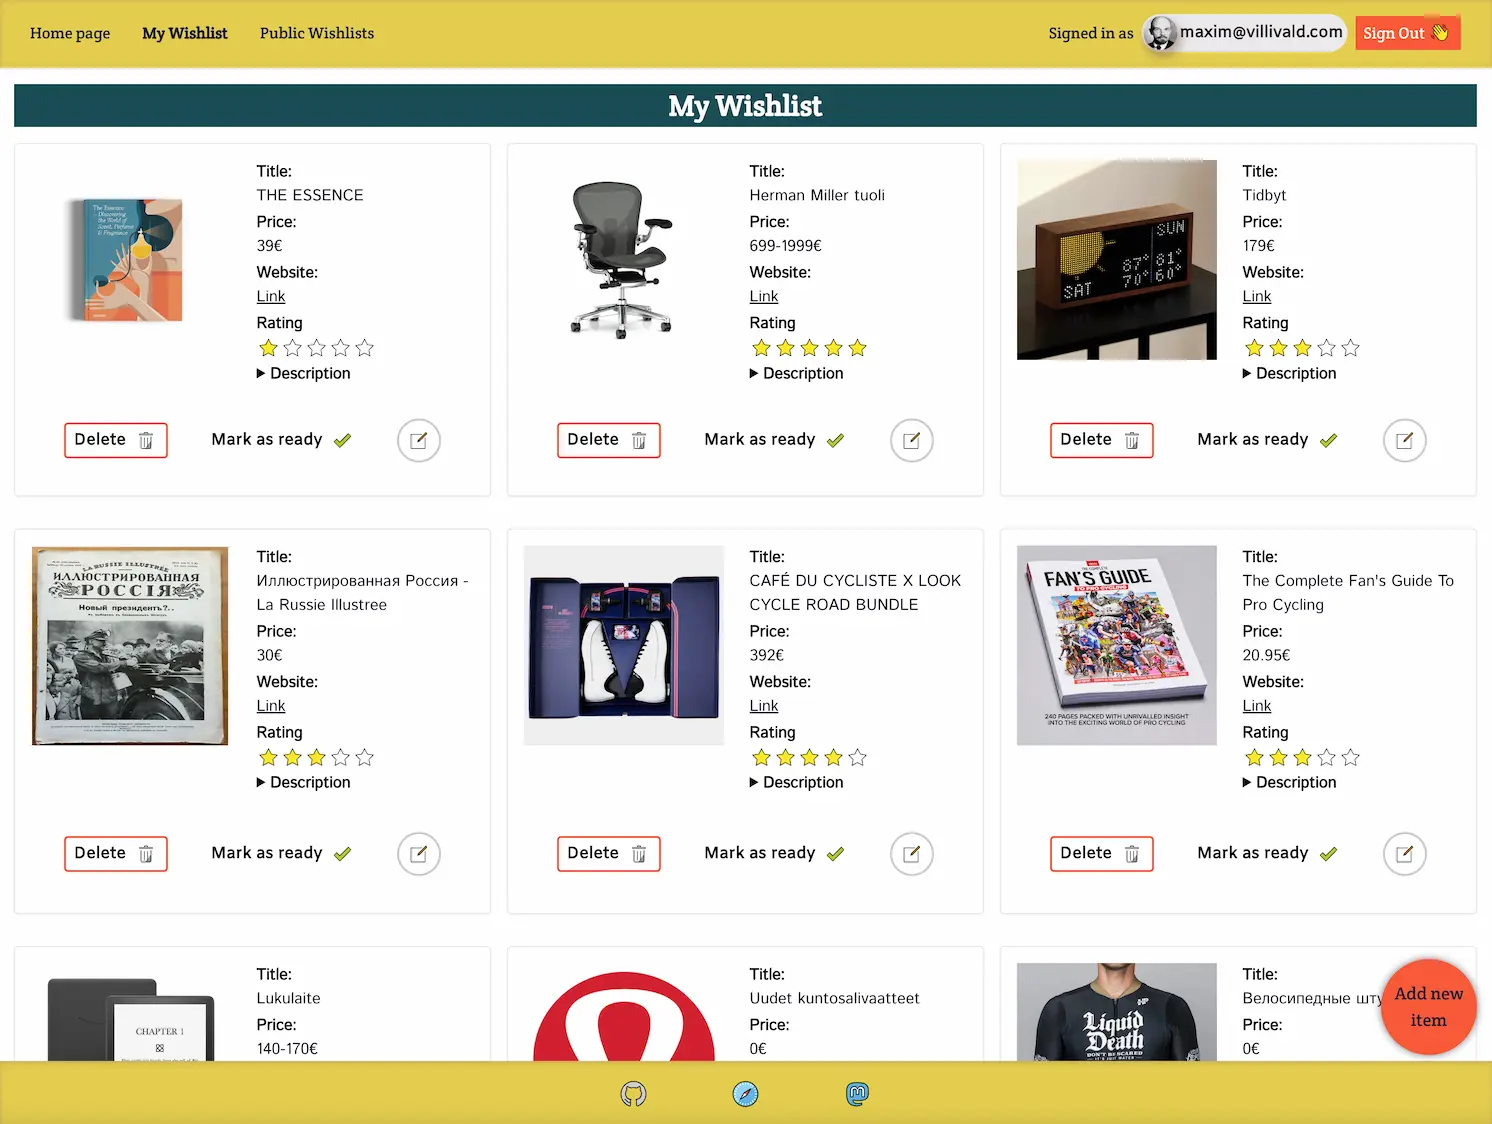 Home page
My Wishlist
Public Wishlists
Signed in as
maxim@villivald.com
Sign Out 👋
My Wishlist
The Essence
– Discovering
the World of
Scent, Perfume
& Fragrance
Title:
THE ESSENCE
Price:
39€
Website:
Link
Rating
Description
Delete
Mark as ready
Title:
Herman Miller tuoli
Price:
699-1999€
Website:
Link
Rating
Description
Delete
Mark as ready
SUN
87° 81°
SAT 70° 60°
Title:
Tidbyt
Price:
179€
Website:
Link
Rating
Description
Delete
Mark as ready
LA RUSSIE ILLUSTRÉE
ИЛЛЮСТРИРОВАННАЯ
РОССІЯ
Новый президентъ?..
Title:
Иллюстрированная Россия -
La Russie Illustree
Price:
30€
Website:
Link
Rating
Description
Delete
Mark as ready
Title:
CAFÉ DU CYCLISTE X LOOK
CYCLE ROAD BUNDLE
Price:
392€
Website:
Link
Rating
Description
Delete
Mark as ready
THE COMPLETE
FAN'S GUIDE
TO PRO CYCLING
240 PAGES PACKED WITH UNRIVALLED INSIGHT
INTO THE EXCITING WORLD OF PRO CYCLING
Title:
The Complete Fan's Guide To
Pro Cycling
Price:
20.95€
Website:
Link
Rating
Description
Delete
Mark as ready
CHAPTER 1
Title:
Lukulaite
Price:
140-170€
Title:
Uudet kuntosalivaatteet
Price:
0€
Liquid
Death
DON'T BE SCARED
IT'S JUST WATER
Title:
Велосипедные шту
Price:
0€
Add new
item